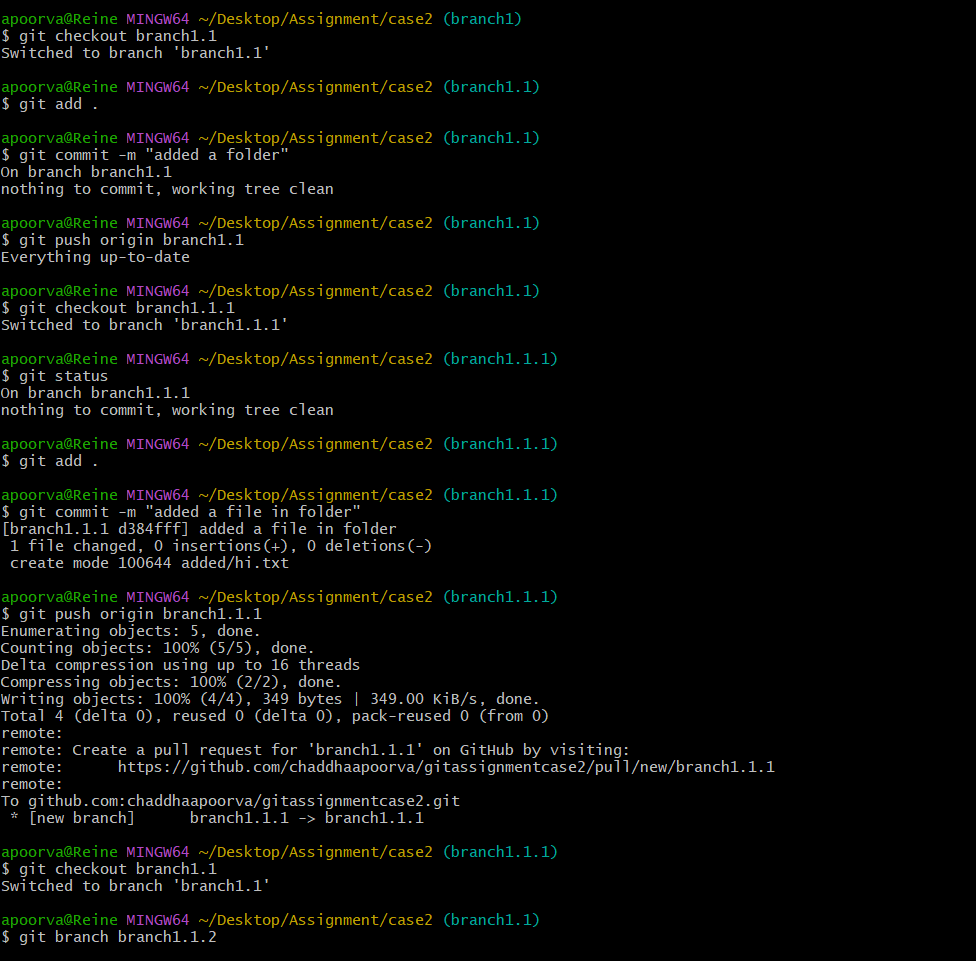 apoorva@Reine MINGW64 ~/Desktop/Assignment/case2 (branch1)
$ git checkout branch1.1
Switched to branch 'branch1.1'
apoorva@Reine MINGW64 ~/Desktop/Assignment/case2 (branch1.1)
$ git add .
apoorva@Reine MINGW64 ~/Desktop/Assignment/case2 (branch1.1)
$ git commit -m "added a folder"
On branch branch1.1
nothing to commit, working tree clean
apoorva@Reine MINGW64 ~/Desktop/Assignment/case2 (branch1.1)
$ git push origin branch1.1
Everything up-to-date
apoorva@Reine MINGW64 ~/Desktop/Assignment/case2 (branch1.1)
$ git checkout branch1.1.1
Switched to branch 'branch1.1.1'
apoorva@Reine MINGW64 ~/Desktop/Assignment/case2 (branch1.1.1)
$ git status
On branch branch1.1.1
nothing to commit, working tree clean
apoorva@Reine MINGW64 ~/Desktop/Assignment/case2 (branch1.1.1)
$ git add .
apoorva@Reine MINGW64 ~/Desktop/Assignment/case2 (branch1.1.1)
$ git commit -m "added a file in folder"
[branch1.1.1 d384fff] added a file in folder
 1 file changed, 0 insertions(+), 0 deletions(-)
 create mode 100644 added/hi.txt
apoorva@Reine MINGW64 ~/Desktop/Assignment/case2 (branch1.1.1)
$ git push origin branch1.1.1
Enumerating objects: 5, done.
Counting objects: 100% (5/5), done.
Delta compression using up to 16 threads
Compressing objects: 100% (2/2), done.
Writing objects: 100% (4/4), 349 bytes | 349.00 KiB/s, done.
Total 4 (delta 0), reused 0 (delta 0), pack-reused 0 (from 0)
remote:
remote: Create a pull request for 'branch1.1.1' on GitHub by visiting:
remote:      https://github.com/chaddhaapoorva/gitassignmentcase2/pull/new/branch1.1.1
remote:
To github.com:chaddhaapoorva/gitassignmentcase2.git
 * [new branch]      branch1.1.1 -> branch1.1.1
apoorva@Reine MINGW64 ~/Desktop/Assignment/case2 (branch1.1.1)
$ git checkout branch1.1
Switched to branch 'branch1.1'
apoorva@Reine MINGW64 ~/Desktop/Assignment/case2 (branch1.1)
$ git branch branch1.1.2